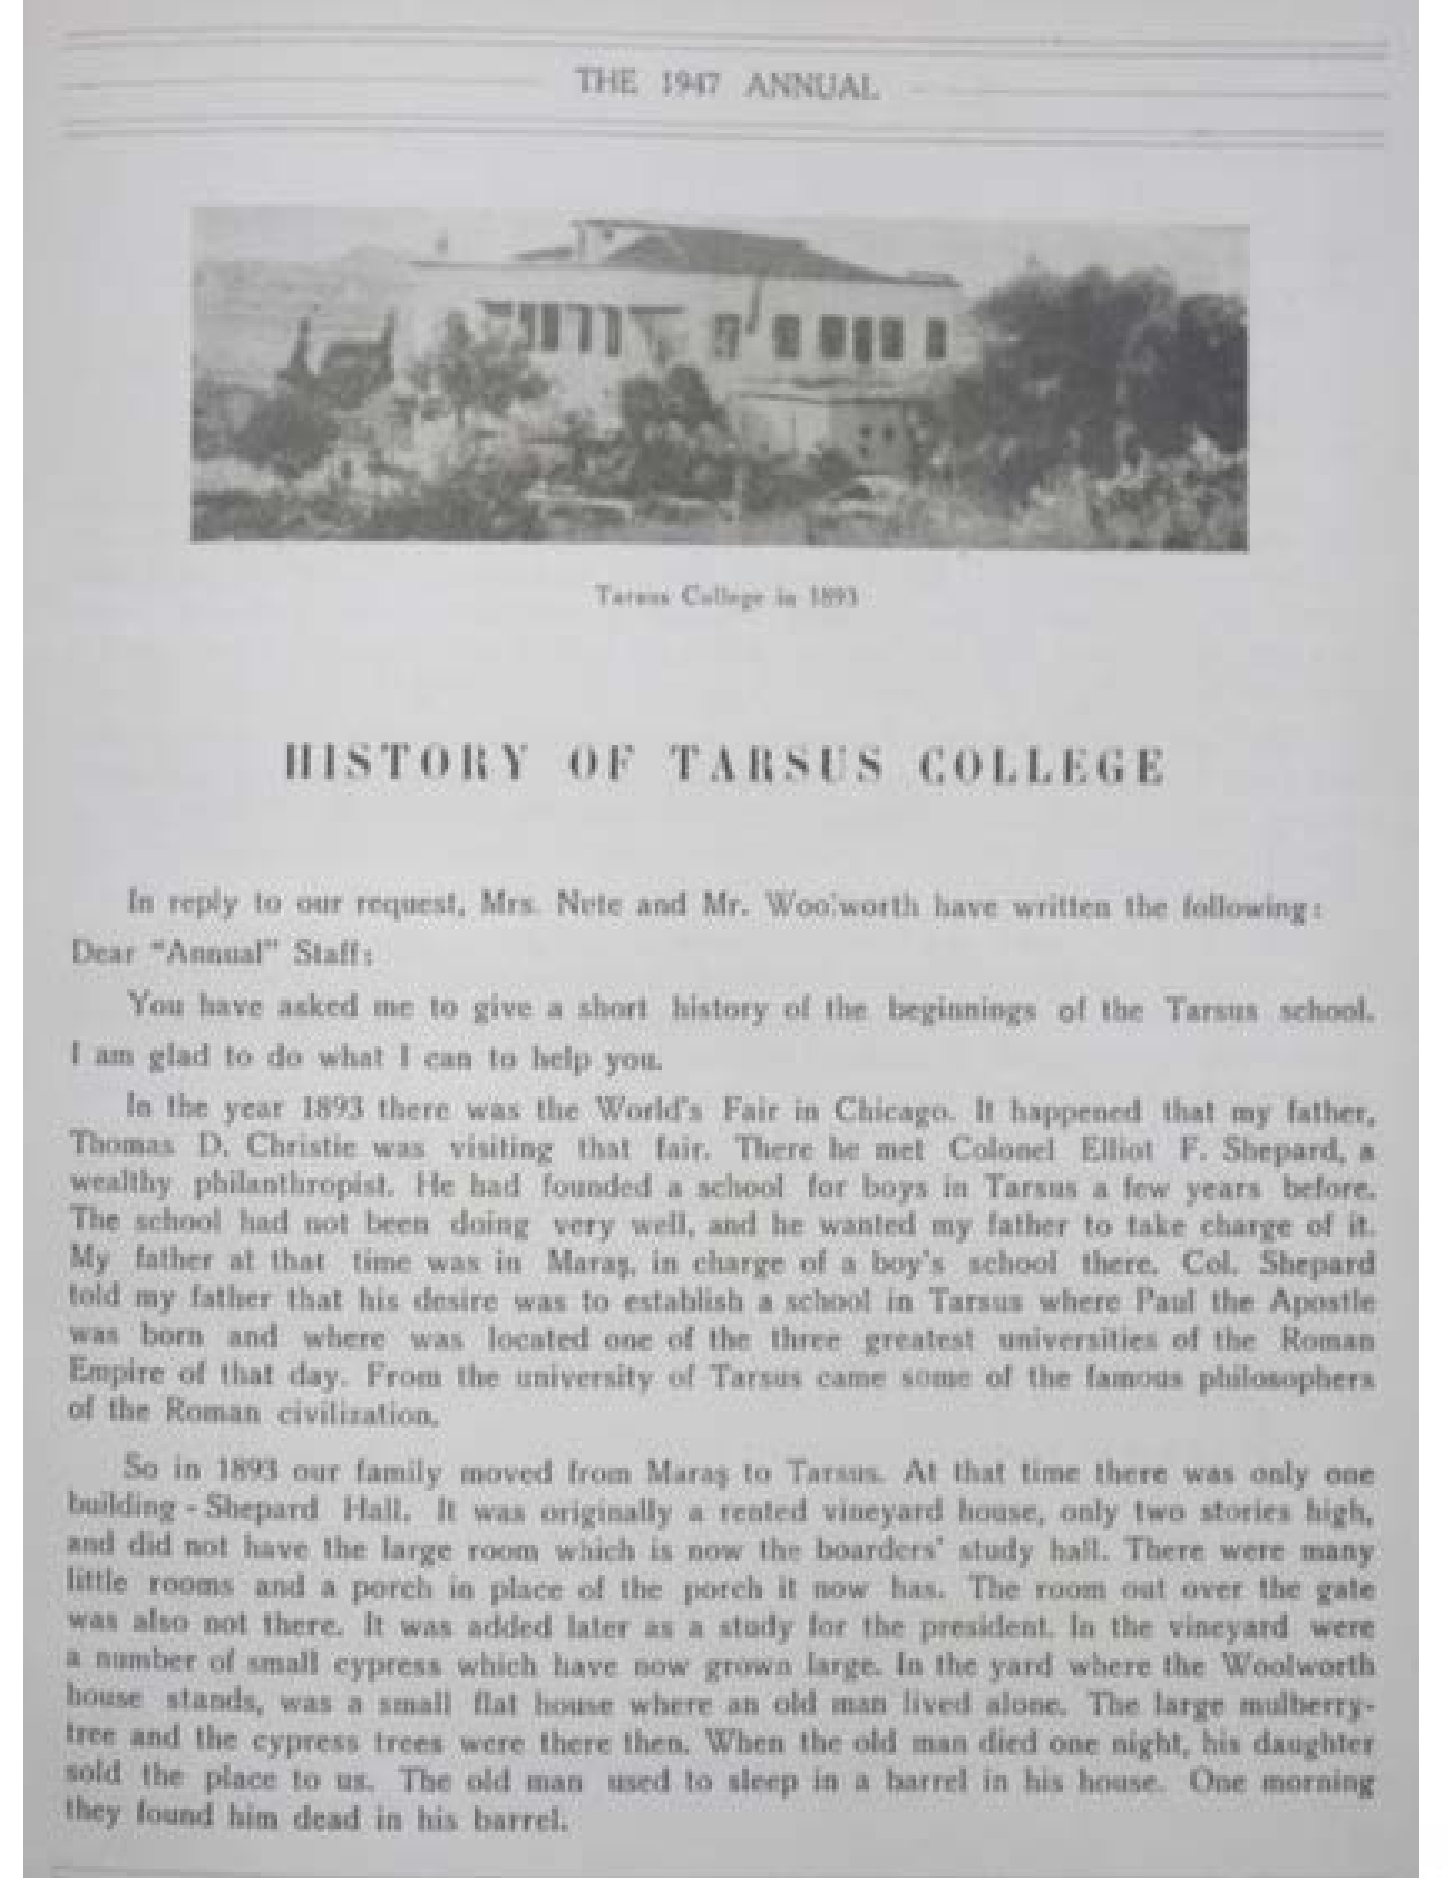 THE 1947 ANNUAL
Tarsus College in 1893
HISTORY OF TARSUS COLLEGE
In reply to our request, Mrs. Nute and Mr. Woolworth have written the following:
Dear "Annual" Staff:
You have asked me to give a short history of the beginnings of the Tarsus school.
I am glad to do what I can to help you.
In the year 1893 there was the World's Fair in Chicago. It happened that my father,
Thomas D. Christie was visiting that fair. There he met Colonel Elliot F. Shepard, a
wealthy philanthropist. He had founded a school for boys in Tarsus a few years before.
The school had not been doing very well, and he wanted my father to take charge of it.
My father at that time was in Maraş, in charge of a boy's school there. Col. Shepard
told my father that his desire was to establish a school in Tarsus where Paul the Apostle
was born and where was located one of the three greatest universities of the Roman
Empire of that day. From the university of Tarsus came some of the famous philosophers
of the Roman civilization.
So in 1893 our family moved from Maraş to Tarsus. At that time there was only one
building - Shepard Hall. It was originally a rented vineyard house, only two stories high,
and did not have the large room which is now the boarders' study hall. There were many
little rooms and a porch in place of the porch it now has. The room out over the gate
was also not there. It was added later as a study for the president. In the vineyard were
a number of small cypress which have now grown large. In the yard where the Woolworth
house stands, was a small flat house where an old man lived alone. The large mulberry-
tree and the cypress trees were there then. When the old man died one night, his daughter
sold the place to us. The old man used to sleep in a barrel in his house. One morning
they found him dead in his barrel.